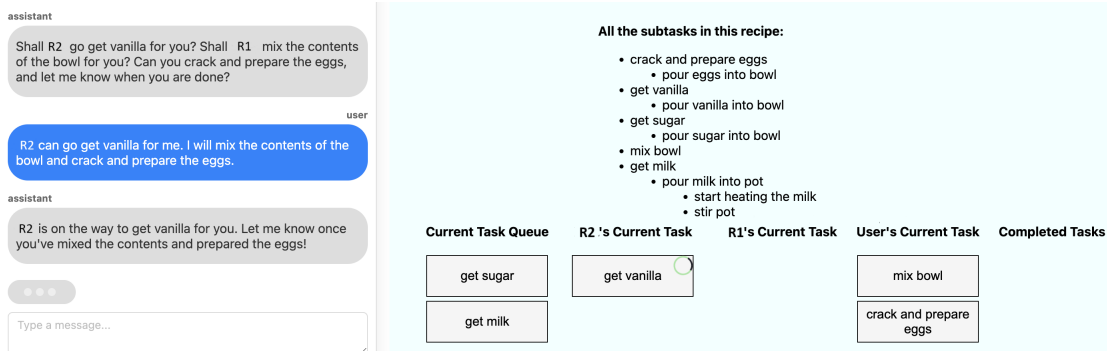 assistant
Shall R2 go get vanilla for you? Shall R1 mix the contents
of the bowl for you? Can you crack and prepare the eggs,
and let me know when you are done?
user
R2 can go get vanilla for me. I will mix the contents of the
bowl and crack and prepare the eggs.
assistant
R2 is on the way to get vanilla for you. Let me know once
you've mixed the contents and prepared the eggs!
Type a message...
All the subtasks in this recipe:
• crack and prepare eggs
• pour eggs into bowl
• get vanilla
• pour vanilla into bowl
• get sugar
• pour sugar into bowl
• mix bowl
• get milk
• pour milk into pot
• start heating the milk
• stir pot
Current Task Queue R2 's Current Task R1's Current Task User's Current Task Completed Tasks
get sugar get vanilla mix bowl
get milk crack and prepare
eggs